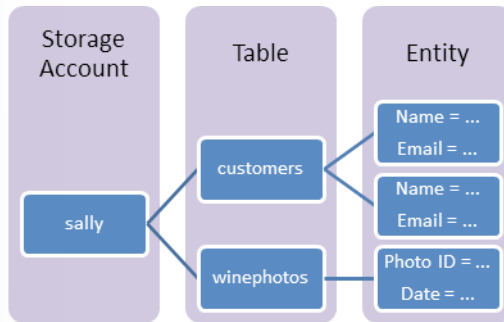 Storage
Account
Table
Entity
sally
customers
winephotos
Name = ...
Email = ...
Name = ...
Email = ...
Photo ID = ...
Date = ...